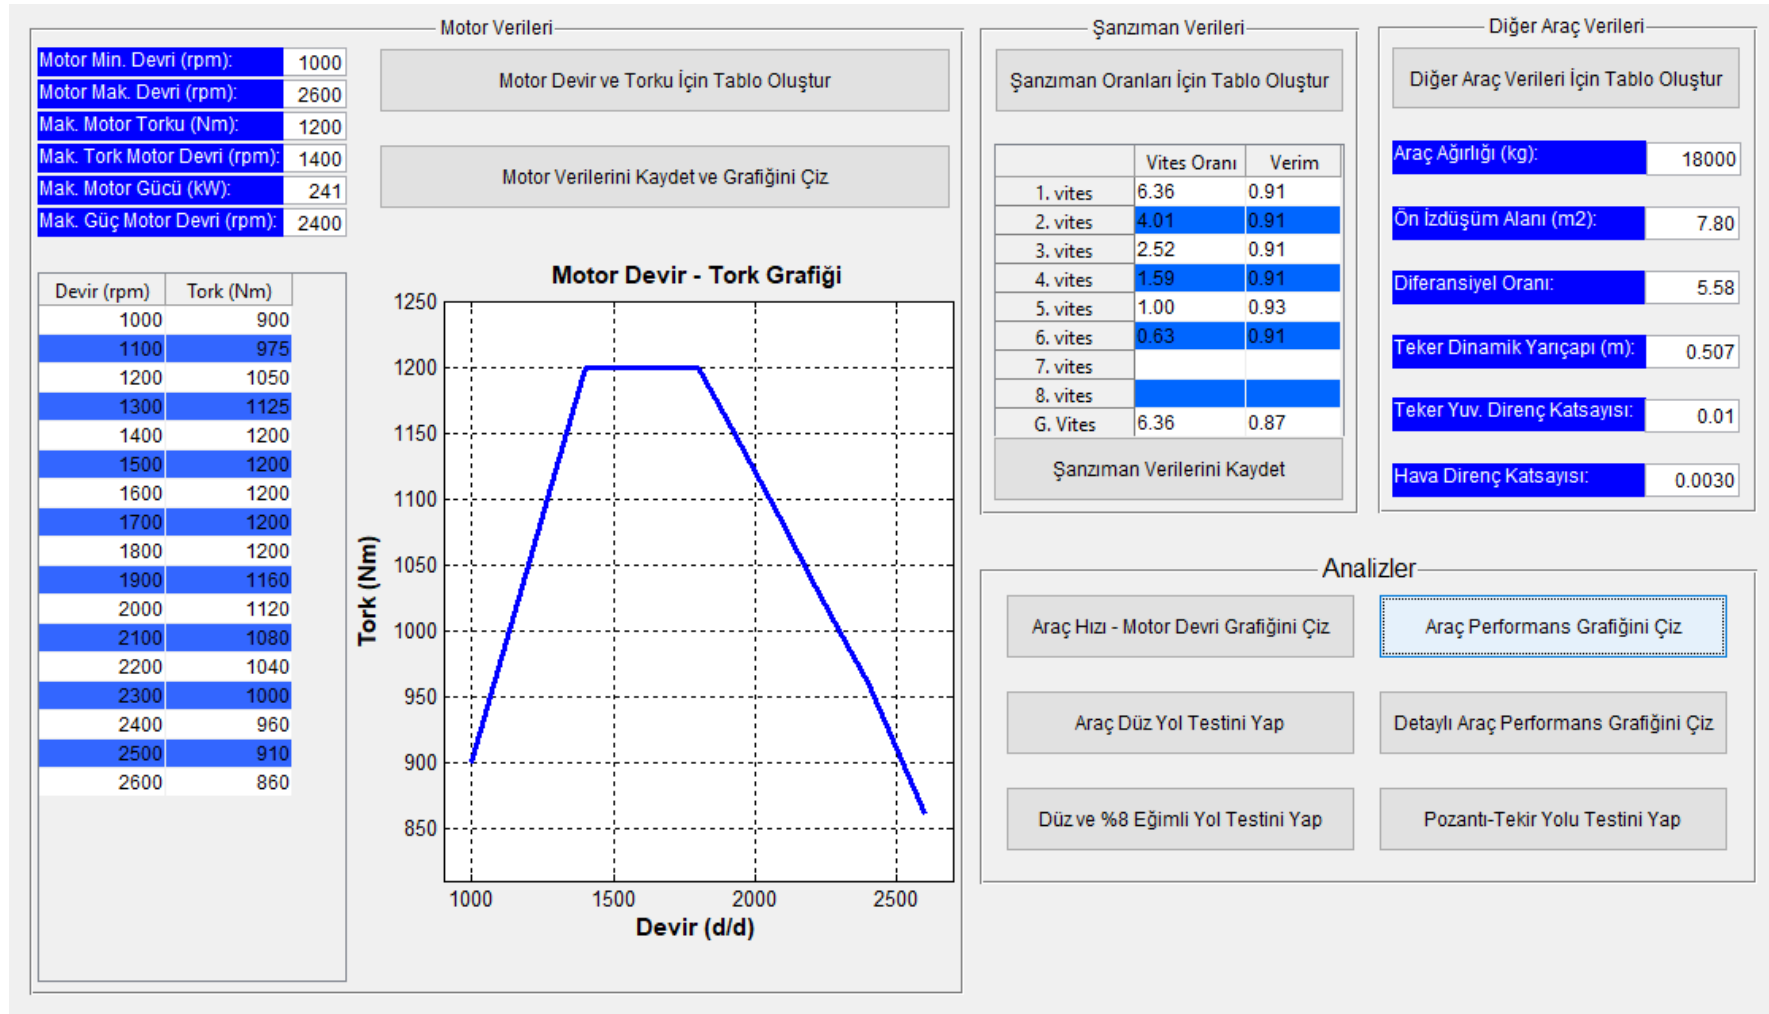 Motor Verileri
Motor Min. Devri (rpm): 1000
Motor Mak. Devri (rpm): 2600
Mak. Motor Torku (Nm): 1200
Mak. Tork Motor Devri (rpm): 1400
Mak. Motor Gücü (kW): 241
Mak. Güç Motor Devri (rpm): 2400
Motor Devir ve Torku İçin Tablo Oluştur
Motor Verilerini Kaydet ve Grafiğini Çiz
Devir (rpm) Tork (Nm)
1000 900
1100 975
1200 1050
1300 1125
1400 1200
1500 1200
1600 1200
1700 1200
1800 1200
1900 1160
2000 1120
2100 1080
2200 1040
2300 1000
2400 960
2500 910
2600 860
Motor Devir - Tork Grafiği
1250
1200
1150
1100
1050
1000
950
900
850
Tork (Nm)
1000 1500 2000 2500
Devir (d/d)
Şanzıman Verileri
Şanzıman Oranları İçin Tablo Oluştur
Vites Oranı Verim
1. vites 6.36 0.91
2. vites 4.01 0.91
3. vites 2.52 0.91
4. vites 1.59 0.91
5. vites 1.00 0.93
6. vites 0.63 0.91
7. vites
8. vites
G. Vites 6.36 0.87
Şanzıman Verilerini Kaydet
Diğer Araç Verileri
Diğer Araç Verileri İçin Tablo Oluştur
Araç Ağırlığı (kg): 18000
Ön İzdüşüm Alanı (m2): 7.80
Diferansiyel Oranı: 5.58
Teker Dinamik Yarıçapı (m): 0.507
Teker Yuv. Direnç Katsayısı: 0.01
Hava Direnç Katsayısı: 0.0030
Analizler
Araç Hızı - Motor Devri Grafiğini Çiz
Araç Performans Grafiğini Çiz
Araç Düz Yol Testini Yap
Detaylı Araç Performans Grafiğini Çiz
Düz ve %8 Eğimli Yol Testini Yap
Pozantı-Tekir Yolu Testini Yap